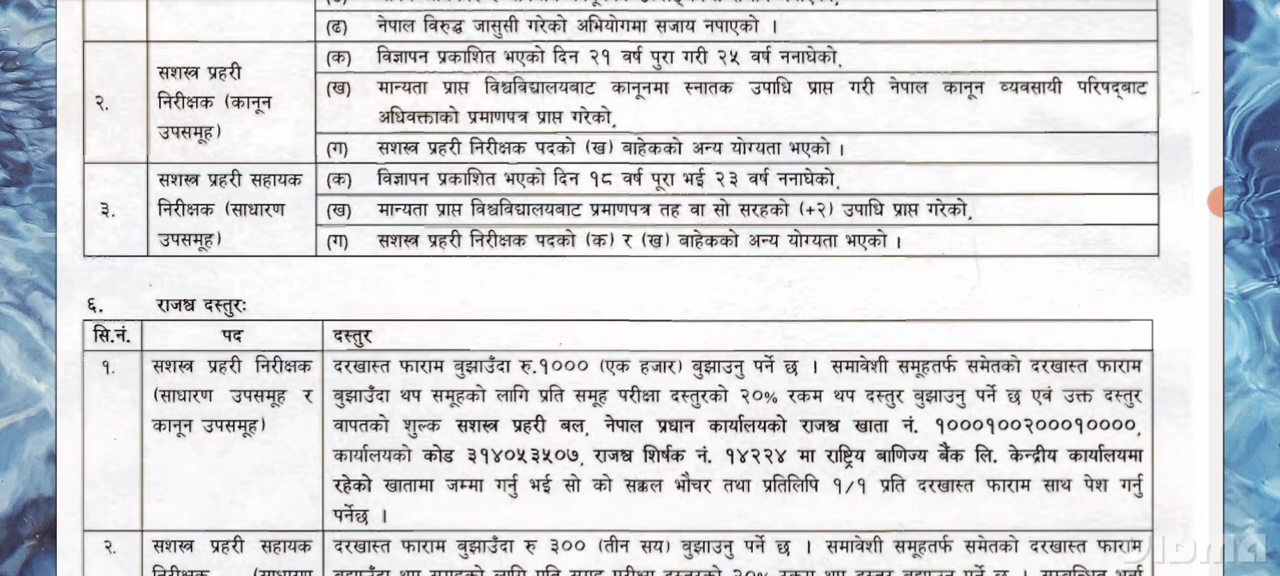 (ढ) नेपाल विरुद्ध जासुसी गरेको अभियोगमा सजाय नपाएको ।
२. सशस्त्र प्रहरी निरीक्षक (कानून उपसमूह)
(क) विज्ञापन प्रकाशित भएको दिन २१ वर्ष पुरा गरी २५ वर्ष ननाघेको,
(ख) मान्यता प्राप्त विश्वविद्यालयबाट कानूनमा स्नातक उपाधि प्राप्त गरी नेपाल कानून व्यवसायी परिषद्बाट
अधिवक्ताको प्रमाणपत्र प्राप्त गरेको,
(ग) सशस्त्र प्रहरी निरीक्षक पदको (ख) बाहेकको अन्य योग्यता भएको ।
३. सशस्त्र प्रहरी सहायक निरीक्षक (साधारण उपसमूह)
(क) विज्ञापन प्रकाशित भएको दिन १८ वर्ष पूरा भई २३ वर्ष ननाघेको,
(ख) मान्यता प्राप्त विश्वविद्यालयबाट प्रमाणपत्र तह वा सो सरहको (+२) उपाधि प्राप्त गरेको,
(ग) सशस्त्र प्रहरी निरीक्षक पदको (क) र (ख) बाहेकको अन्य योग्यता भएको ।
६. राजश्व दस्तुरः
सि.नं. पद दस्तुर
१. सशस्त्र प्रहरी निरीक्षक (साधारण उपसमूह र कानून उपसमूह)
दरखास्त फाराम बुझाउँदा रु.१००० (एक हजार) बुझाउनु पर्ने छ । समावेशी समूहतर्फ समेतको दरखास्त फाराम
बुझाउँदा थप समूहको लागि प्रति समूह परीक्षा दस्तुरको २०% रकम थप दस्तुर बुझाउनु पर्ने छ एवं उक्त दस्तुर
वापतको शुल्क सशस्त्र प्रहरी बल, नेपाल प्रधान कार्यालयको राजश्व खाता नं. १०००१००२०००१००००,
कार्यालयको कोड ३१४०५३५०७, राजश्व शिर्षक नं. १४२२४ मा राष्ट्रिय बाणिज्य बैंक लि. केन्द्रीय कार्यालयमा
रहेको खातामा जम्मा गर्नु भई सो को सक्कल भौचर तथा प्रतिलिपि १/१ प्रति दरखास्त फाराम साथ पेश गर्नु
पर्नेछ ।
२. सशस्त्र प्रहरी सहायक
दरखास्त फाराम बुझाउँदा रु ३०० (तीन सय) बुझाउनु पर्ने छ । समावेशी समूहतर्फ समेतको दरखास्त फाराम
VIDMA